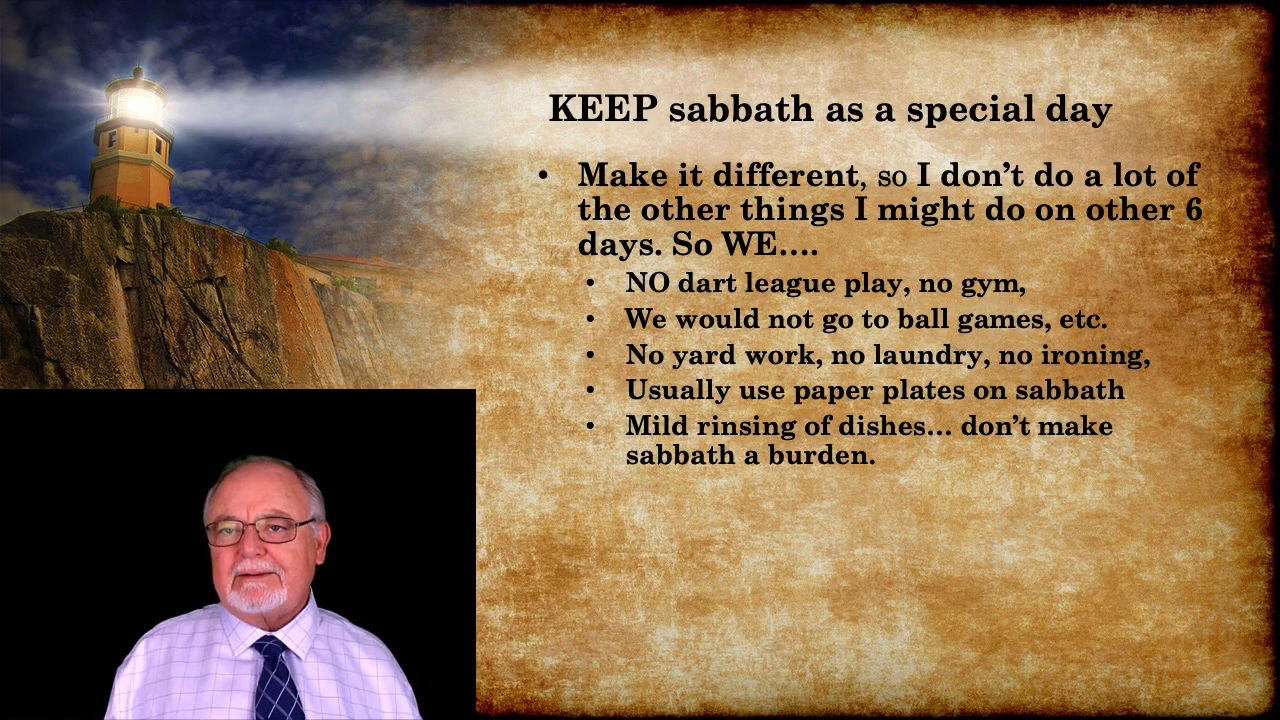 KEEP sabbath as a special day
• Make it different, so I don’t do a lot of
the other things I might do on other 6
days. So WE….
• NO dart league play, no gym,
• We would not go to ball games, etc.
• No yard work, no laundry, no ironing,
• Usually use paper plates on sabbath
• Mild rinsing of dishes… don’t make
sabbath a burden.